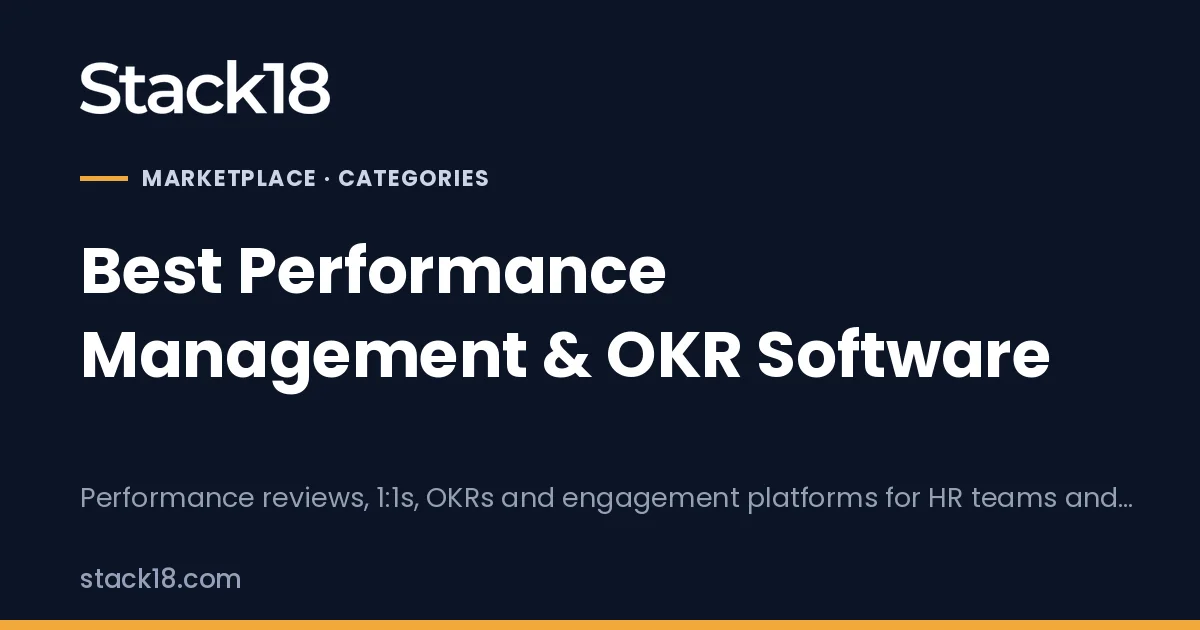 Stack18
MARKETPLACE · CATEGORIES
Best Performance
Management & OKR Software
Performance reviews, 1:1s, OKRs and engagement platforms for HR teams and...
stack18.com